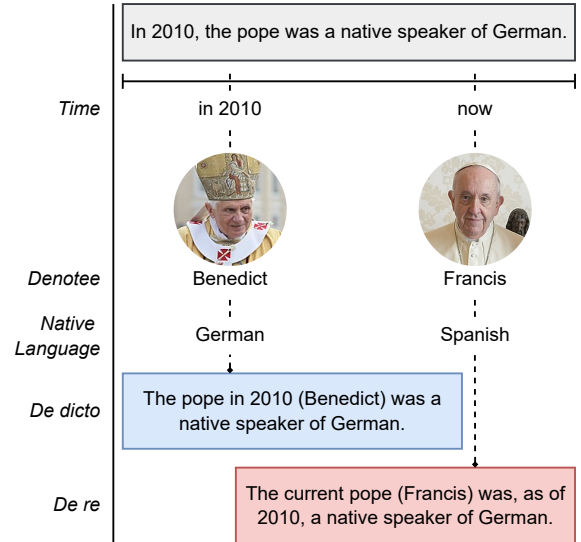 In 2010, the pope was a native speaker of German.
Time
in 2010
now
Denotee
Benedict
Francis
Native
Language
German
Spanish
De dicto
The pope in 2010 (Benedict) was a
native speaker of German.
De re
The current pope (Francis) was, as of
2010, a native speaker of German.